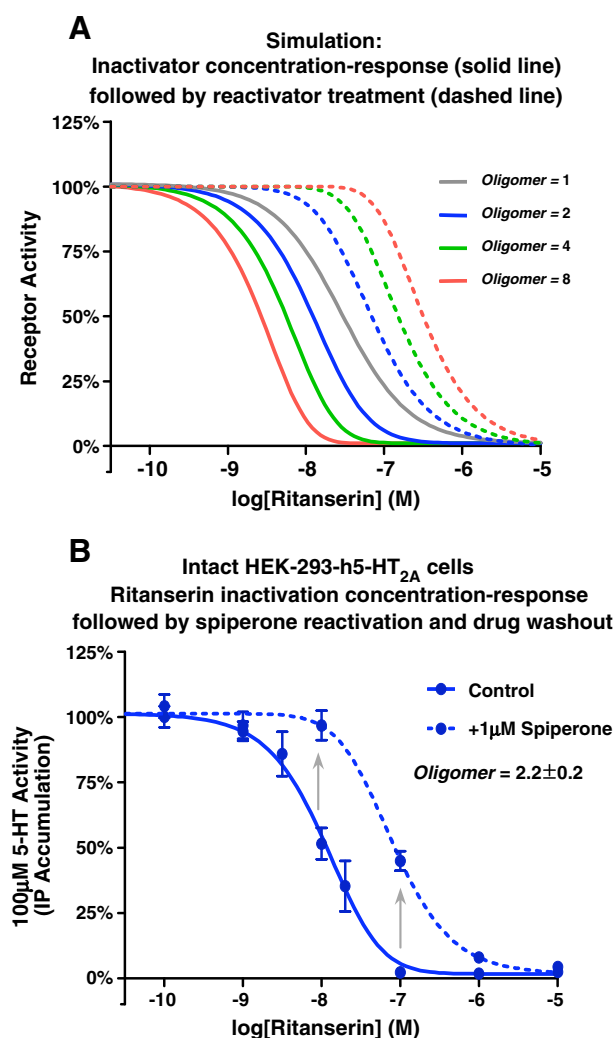 A
Simulation:
Inactivator concentration-response (solid line)
followed by reactivator treatment (dashed line)
125%
100%
75%
50%
25%
0%
Receptor Activity
Oligomer = 1
Oligomer = 2
Oligomer = 4
Oligomer = 8
-10 -9 -8 -7 -6 -5
log[Ritanserin] (M)
B
Intact HEK-293-h5-HT2A cells
Ritanserin inactivation concentration-response
followed by spiperone reactivation and drug washout
125%
100%
75%
50%
25%
0%
100µM 5-HT Activity
(IP Accumulation)
Control
+1µM Spiperone
Oligomer = 2.2±0.2
-10 -9 -8 -7 -6 -5
log[Ritanserin] (M)